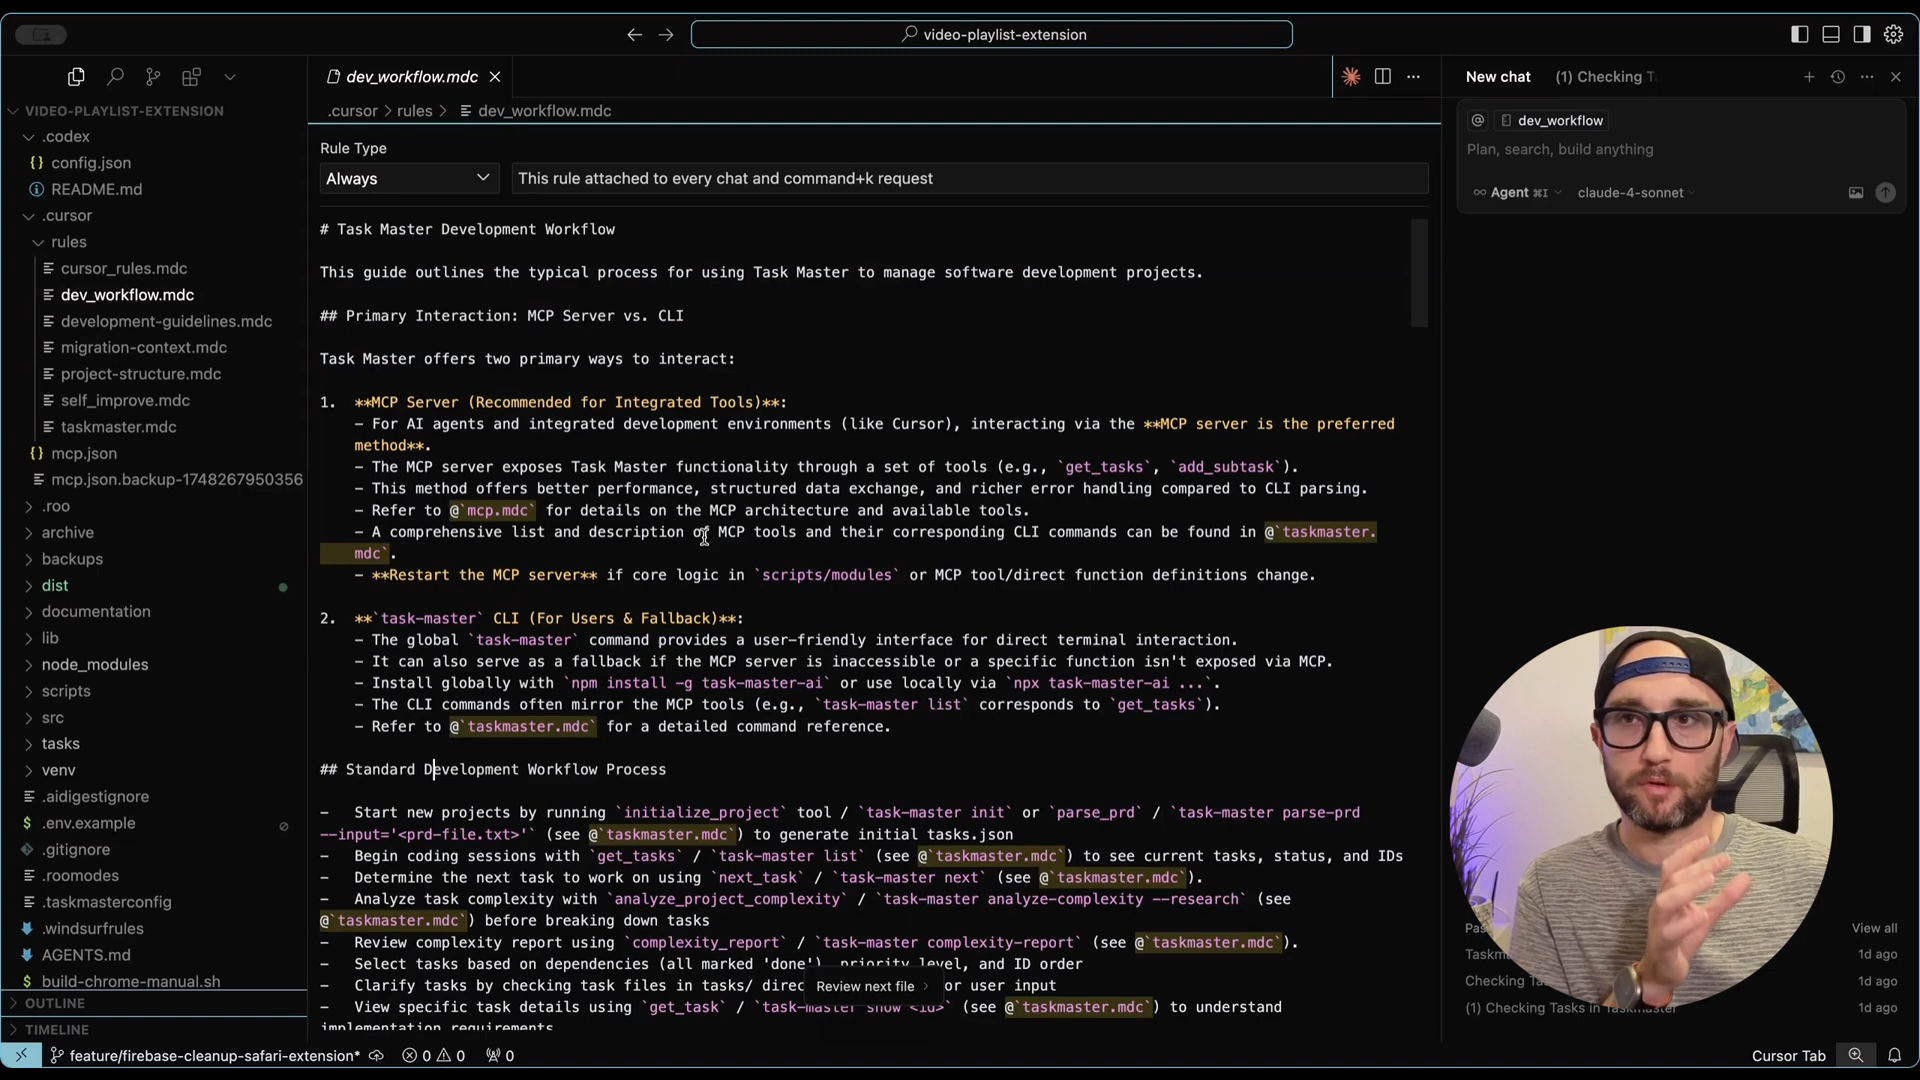 video-playlist-extension
dev_workflow.mdc
New chat
(1) Checking T
VIDEO-PLAYLIST-EXTENSION
.codex
config.json
README.md
.cursor
rules
cursor_rules.mdc
dev_workflow.mdc
development-guidelines.mdc
migration-context.mdc
project-structure.mdc
self_improve.mdc
taskmaster.mdc
mcp.json
mcp.json.backup-1748267950356
.roo
archive
backups
dist
documentation
lib
node_modules
scripts
src
tasks
venv
.aidigestignore
.env.example
.gitignore
.roomodes
.taskmasterconfig
.windsurfrules
AGENTS.md
build-chrome-manual.sh
OUTLINE
TIMELINE
.cursor > rules > dev_workflow.mdc
Rule Type
Always
This rule attached to every chat and command+k request
# Task Master Development Workflow
This guide outlines the typical process for using Task Master to manage software development projects.
## Primary Interaction: MCP Server vs. CLI
Task Master offers two primary ways to interact:
1. **MCP Server (Recommended for Integrated Tools)**:
- For AI agents and integrated development environments (like Cursor), interacting via the **MCP server is the preferred
method**.
- The MCP server exposes Task Master functionality through a set of tools (e.g., `get_tasks`, `add_subtask`).
- This method offers better performance, structured data exchange, and richer error handling compared to CLI parsing.
- Refer to @`mcp.mdc` for details on the MCP architecture and available tools.
- A comprehensive list and description of MCP tools and their corresponding CLI commands can be found in @`taskmaster.
mdc`.
- **Restart the MCP server** if core logic in `scripts/modules` or MCP tool/direct function definitions change.
2. **`task-master` CLI (For Users & Fallback)**:
- The global `task-master` command provides a user-friendly interface for direct terminal interaction.
- It can also serve as a fallback if the MCP server is inaccessible or a specific function isn't exposed via MCP.
- Install globally with `npm install -g task-master-ai` or use locally via `npx task-master-ai ...`.
- The CLI commands often mirror the MCP tools (e.g., `task-master list` corresponds to `get_tasks`).
- Refer to @`taskmaster.mdc` for a detailed command reference.
## Standard Development Workflow Process
- Start new projects by running `initialize_project` tool / `task-master init` or `parse_prd` / `task-master parse-prd
--input='<prd-file.txt>'` (see @`taskmaster.mdc`) to generate initial tasks.json
- Begin coding sessions with `get_tasks` / `task-master list` (see @`taskmaster.mdc`) to see current tasks, status, and IDs
- Determine the next task to work on using `next_task` / `task-master next` (see @`taskmaster.mdc`).
- Analyze task complexity with `analyze_project_complexity` / `task-master analyze-complexity --research` (see
@`taskmaster.mdc`) before breaking down tasks
- Review complexity report using `complexity_report` / `task-master complexity-report` (see @`taskmaster.mdc`).
- Select tasks based on dependencies (all marked 'done'), priority level, and ID order
- Clarify tasks by checking task files in tasks/ direc or user input
Review next file
- View specific task details using `get_task` / `task-master show <id>` (see @`taskmaster.mdc`) to understand
implementation requirements
@ dev_workflow
Plan, search, build anything
Agent ⌘I
claude-4-sonnet
Pas
View all
Taskm
1d ago
Checking
1d ago
(1) Checking Tasks in Taskmaster
1d ago
feature/firebase-cleanup-safari-extension*
0
0
0
Cursor Tab